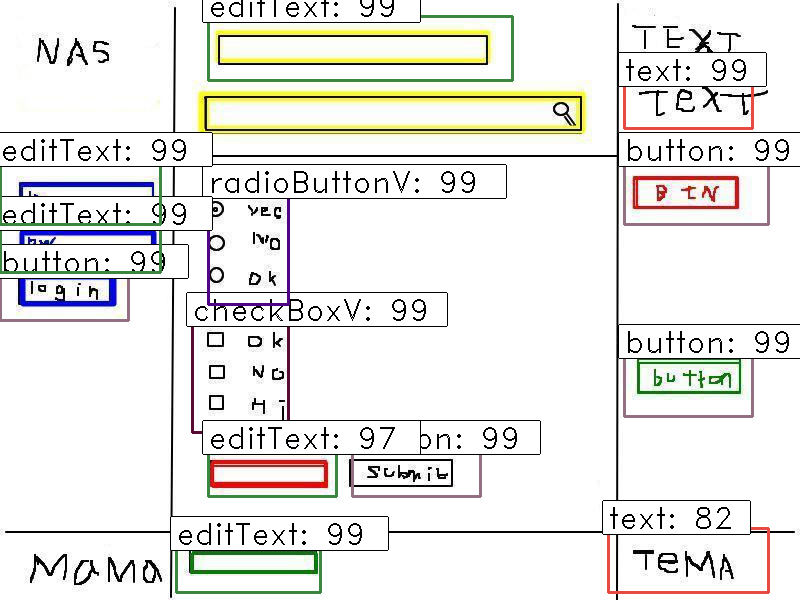 editText: 99
NAS
TEXT
text: 99
TEXT
editText: 99
button: 99
radioButtonV: 99
BTN
editText: 99
yes
NO
button: 99
OK
login
checkBoxV: 99
OK
button: 99
NO
button
Hi
editText: 97
on: 99
Submit
text: 82
editText: 99
MaMa
TeMA